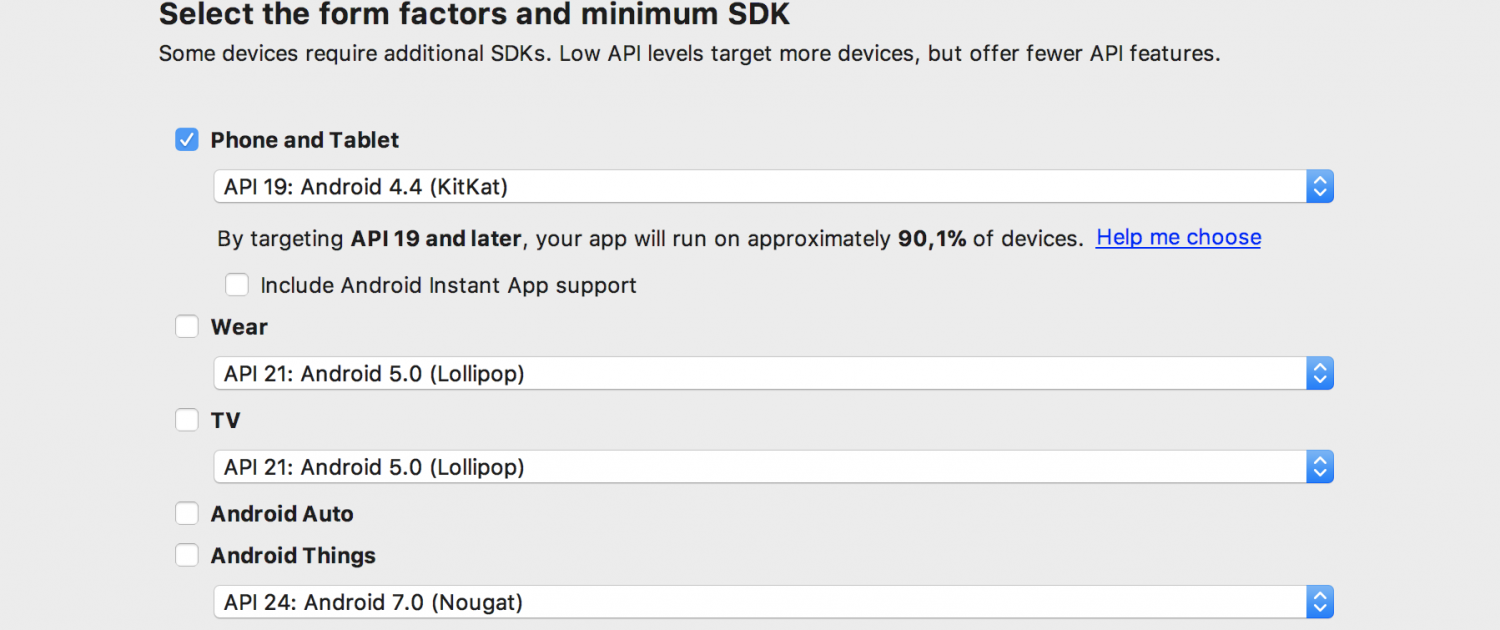 Select the form factors and minimum SDK
Some devices require additional SDKs. Low API levels target more devices, but offer fewer API features.
Phone and Tablet
API 19: Android 4.4 (KitKat)
By targeting API 19 and later, your app will run on approximately 90,1% of devices. Help me choose
Include Android Instant App support
Wear
API 21: Android 5.0 (Lollipop)
TV
API 21: Android 5.0 (Lollipop)
Android Auto
Android Things
API 24: Android 7.0 (Nougat)